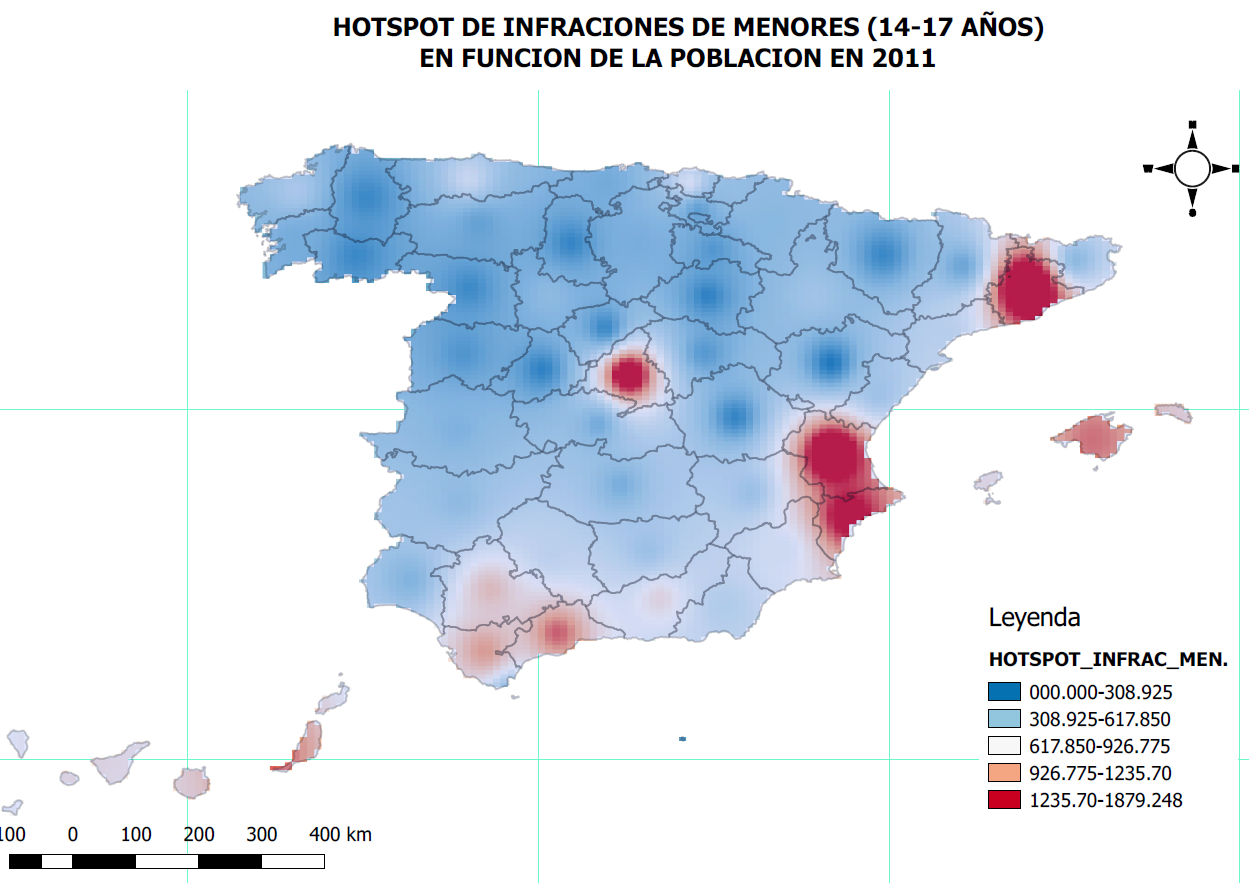 HOTSPOT DE INFRACIONES DE MENORES (14-17 AÑOS)
EN FUNCION DE LA POBLACION EN 2011
Leyenda
HOTSPOT_INFRAC_MEN.
000.000-308.925
308.925-617.850
617.850-926.775
926.775-1235.70
1235.70-1879.248
100 0 100 200 300 400 km